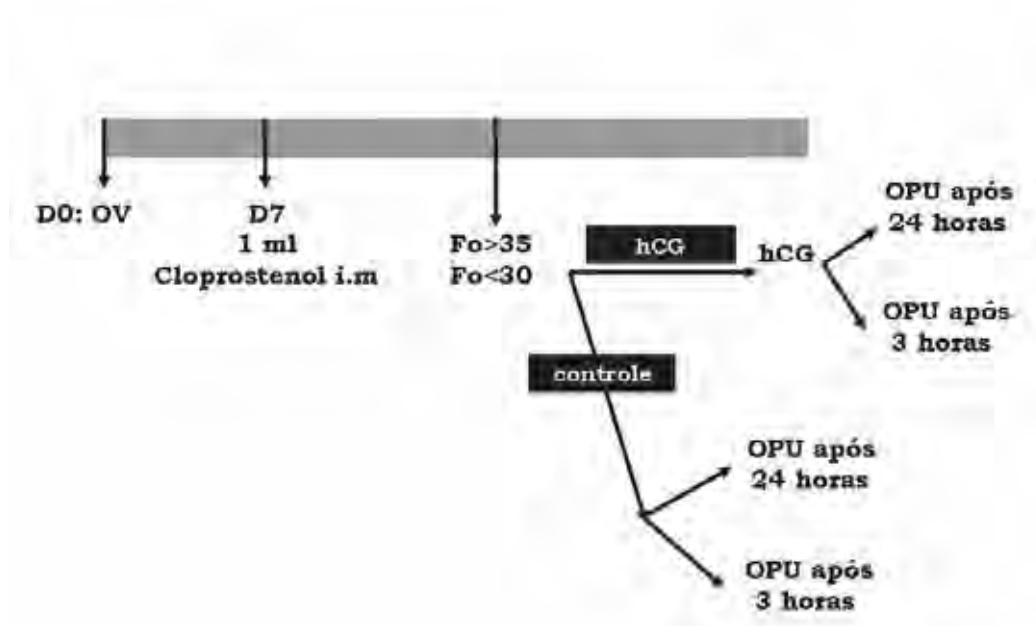 D0: OV
D7
1 ml
Cloprostenol i.m
Fo>35
Fo<30
hCG
hCG
OPU após
24 horas
OPU após
3 horas
controle
OPU após
24 horas
OPU após
3 horas